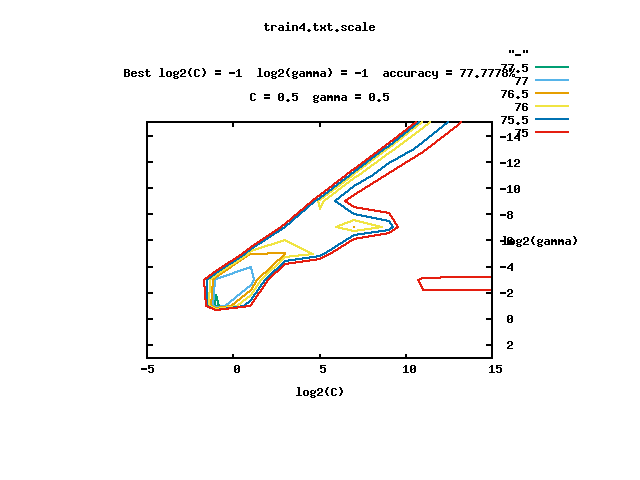 train4.txt.scale
"-"
Best log2(C) = -1  log2(gamma) = -1  accuracy = 77.7778%
77.5
77
C = 0.5  gamma = 0.5
76.5
76
75.5
75
-14
-12
-10
-8
-6
log2(gamma)
-4
-2
0
2
-5 0 5 10 15
log2(C)